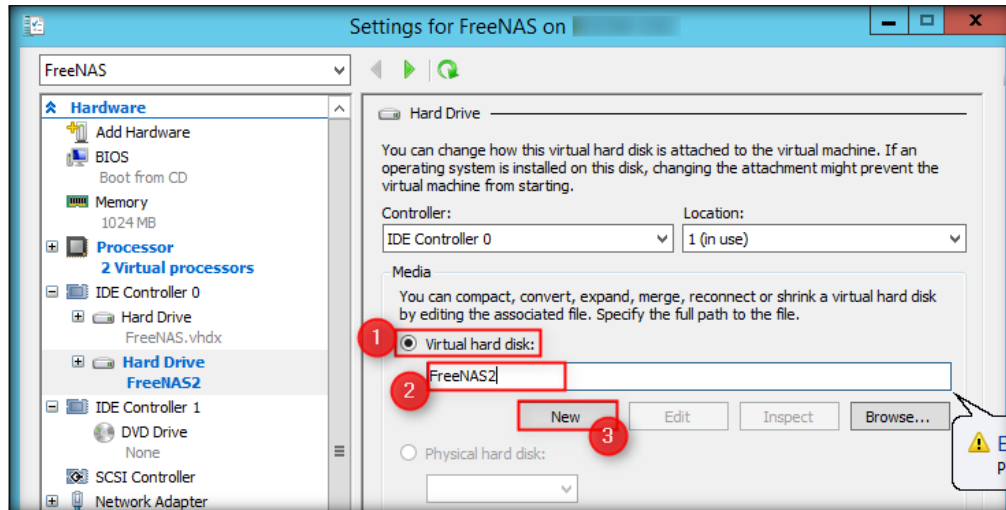 Settings for FreeNAS on
FreeNAS
Hardware
Add Hardware
BIOS
Boot from CD
Memory
1024 MB
Processor
2 Virtual processors
IDE Controller 0
Hard Drive
FreeNAS.vhdx
Hard Drive
FreeNAS2
IDE Controller 1
DVD Drive
None
SCSI Controller
Network Adapter
Hard Drive
You can change how this virtual hard disk is attached to the virtual machine. If an
operating system is installed on this disk, changing the attachment might prevent the
virtual machine from starting.
Controller:
Location:
IDE Controller 0
1 (in use)
Media
You can compact, convert, expand, merge, reconnect or shrink a virtual hard disk
by editing the associated file. Specify the full path to the file.
1
Virtual hard disk:
2
FreeNAS2
New
Edit
Inspect
Browse...
3
Physical hard disk: